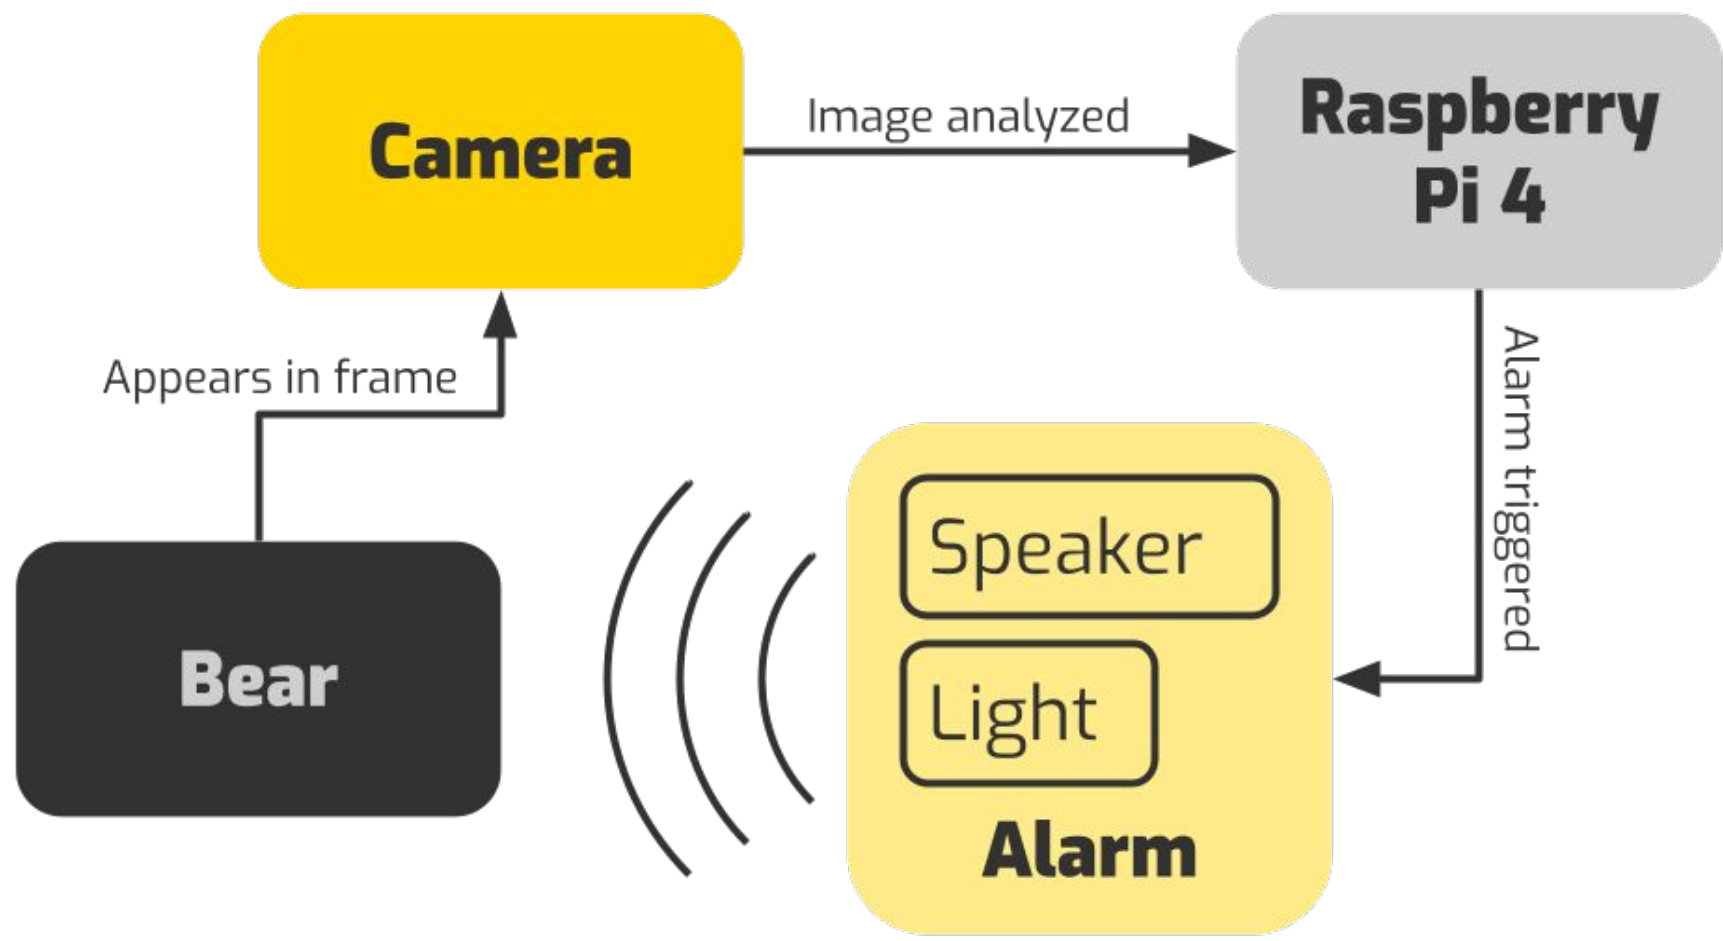 Camera
Image analyzed
Raspberry
Pi 4
Appears in frame
Alarm triggered
Speaker
Light
Alarm
Bear